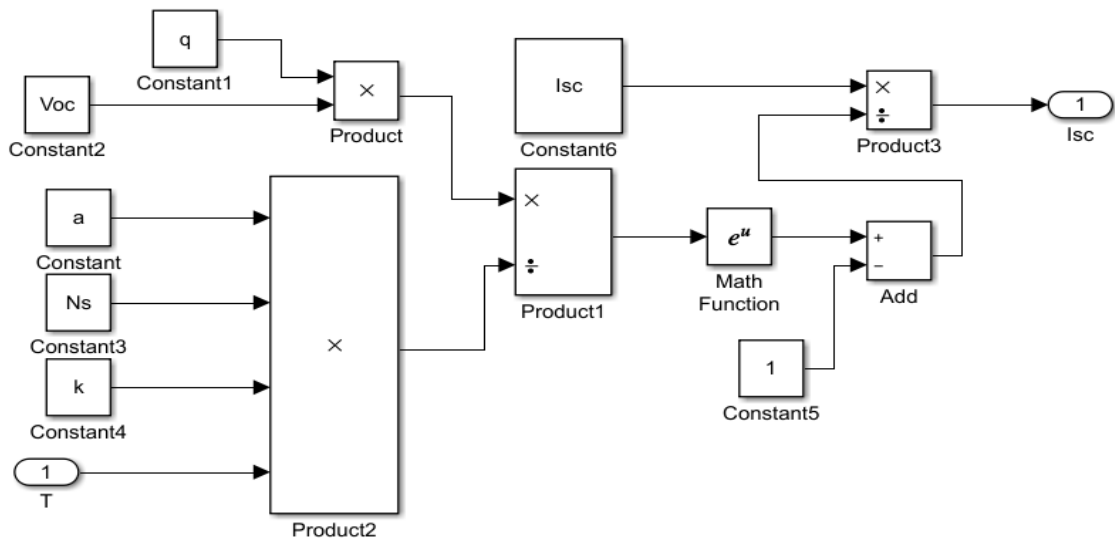 q
Constant1
Voc
Constant2
×
Product
Isc
Constant6
×
÷
Product3
1
Isc
a
Constant
Ns
Constant3
k
Constant4
1
T
×
Product2
×
÷
Product1
eᵘ
Math
Function
+
−
Add
1
Constant5